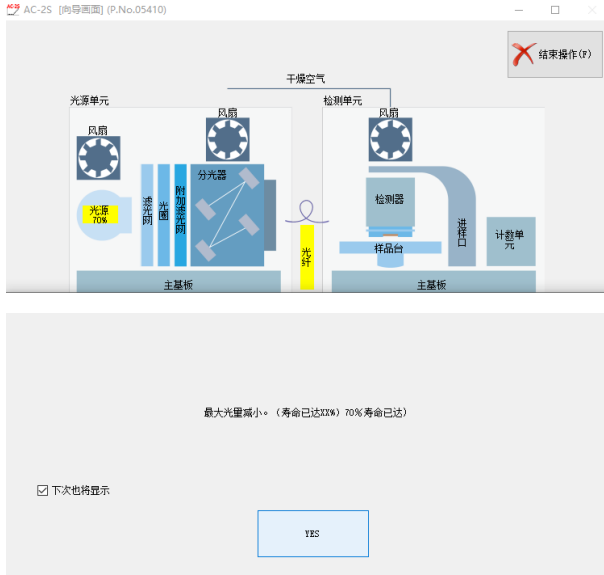 AC-2S [向导画面] (P.No.05410)
结束操作(F)
干燥空气
光源单元
检测单元
风扇
风扇
风扇
光源
70%
滤光网
光圈
附加滤光网
分光器
光纤
检测器
样品台
进样口
计数单
元
主基板
主基板
最大光量减小。（寿命已达XX%）70％寿命已达）
下次也将显示
YES